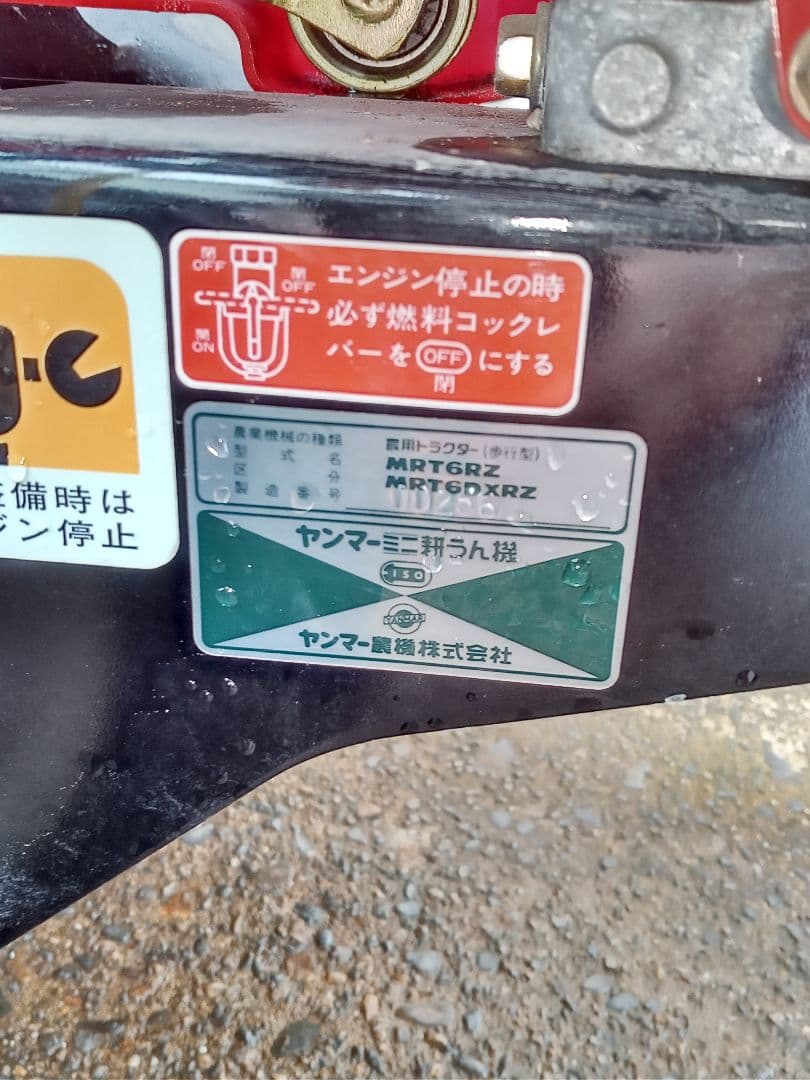 閉
OFF
閉
OFF
開
ON
エンジン停止の時
必ず燃料コックレ
バーを OFF にする
閉
備時は
ジン停止
農業機械の種類 農用トラクター(歩行型)
型式名 MRT6RZ
区分 MRT6DXRZ
製造番号
ヤンマーミニ耕うん機
ISO
YANMAR
ヤンマー農機株式会社